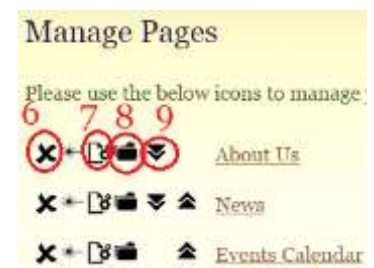 Manage Pages
Please use the below icons to manage
6 7 8 9
About Us
News
Events Calendar